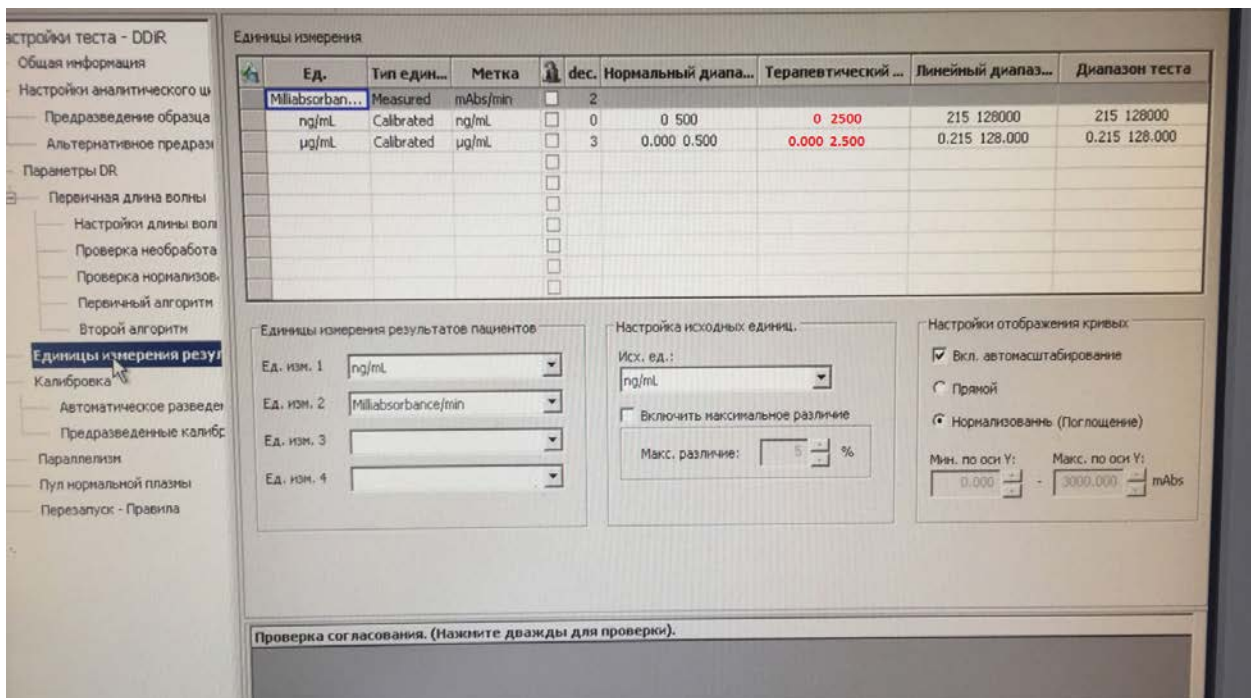 астройки теста - DDiR
Общая информация
Настройки аналитического ци
Предразведение образца
Альтернативное предразв
Параметры DR
Первичная длина волны
Настройки длины волн
Проверка необработа
Проверка нормализов
Первичный алгоритм
Второй алгоритм
Единицы измерения резул
Калибровка
Автоматическое разведен
Предразведенные калибр
Параллелизм
Пул нормальной плазмы
Перезапуск - Правила
Единицы измерения
Ед. Тип един... Метка dec. Нормальный диапа... Терапевтический ... Линейный диапаз... Диапазон теста
Milliabsorban... Measured mAbs/min 2
ng/mL Calibrated ng/mL 0 0 500 0 2500 215 128000 215 128000
µg/mL Calibrated µg/mL 3 0.000 0.500 0.000 2.500 0.215 128.000 0.215 128.000
Единицы измерения результатов пациентов
Ед. изм. 1 ng/mL
Ед. изм. 2 Milliabsorbance/min
Ед. изм. 3
Ед. изм. 4
Настройка исходных единиц.
Исх. ед.:
ng/mL
Включить максимальное различие
Макс. различие: 5 %
Настройки отображения кривых
Вкл. автомасштабирование
Прямой
Нормализованнь (Поглощение)
Мин. по оси Y: Макс. по оси Y:
0.000 - 3000.000 mAbs
Проверка согласования. (Нажмите дважды для проверки).